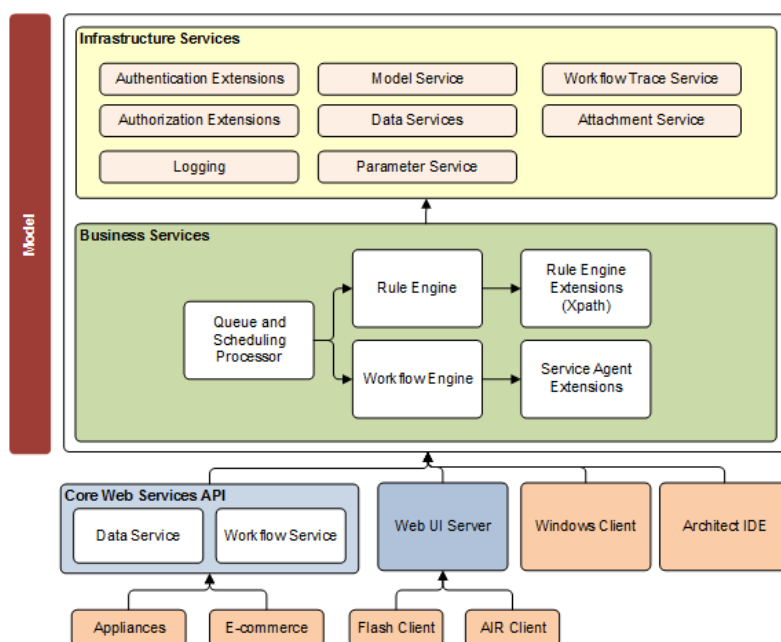 Model
Infrastructure Services
Authentication Extensions
Model Service
Workflow Trace Service
Authorization Extensions
Data Services
Attachment Service
Logging
Parameter Service
Business Services
Queue and
Scheduling
Processor
Rule Engine
Rule Engine
Extensions
(Xpath)
Workflow Engine
Service Agent
Extensions
Core Web Services API
Data Service
Workflow Service
Web UI Server
Windows Client
Architect IDE
Appliances
E-commerce
Flash Client
AIR Client